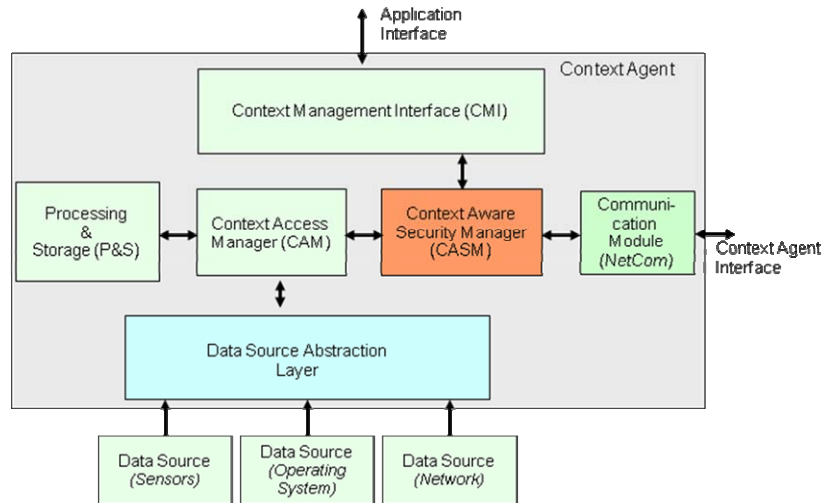 Application
Interface
Context Agent
Context Management Interface (CMI)
Processing
&
Storage (P&S)
Context Access
Manager (CAM)
Context Aware
Security Manager
(CASM)
Communi-
cation
Module
(NetCom)
Context Agent
Interface
Data Source Abstraction
Layer
Data Source
(Sensors)
Data Source
(Operating
System)
Data Source
(Network)